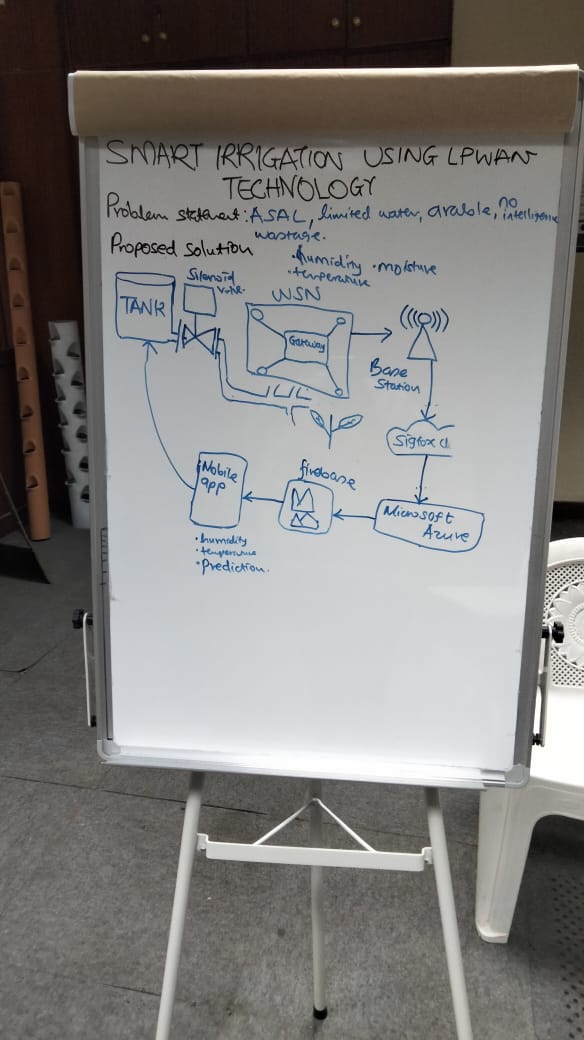 SMART IRRIGATION USING LPWAN
TECHNOLOGY
Problem statement: ASAL, limited water, arable, no intelligence
wastage.
Proposed solution
• humidity • moisture
• temperature
Silenoid
valve.
TANK
WSN
Gateway
Base
Station
Sigfox cl
Microsoft
Azure
firebase
Mobile
app
• humidity
• temperature
• Prediction.